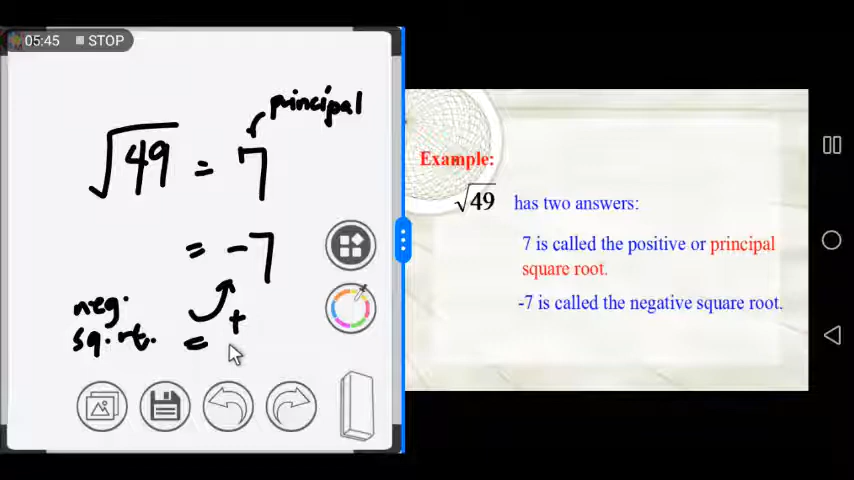 05:45 STOP
principal
√49 = 7
= -7
neg.
sq. rt. = +
Example:
√49 has two answers:
7 is called the positive or principal
square root.
-7 is called the negative square root.